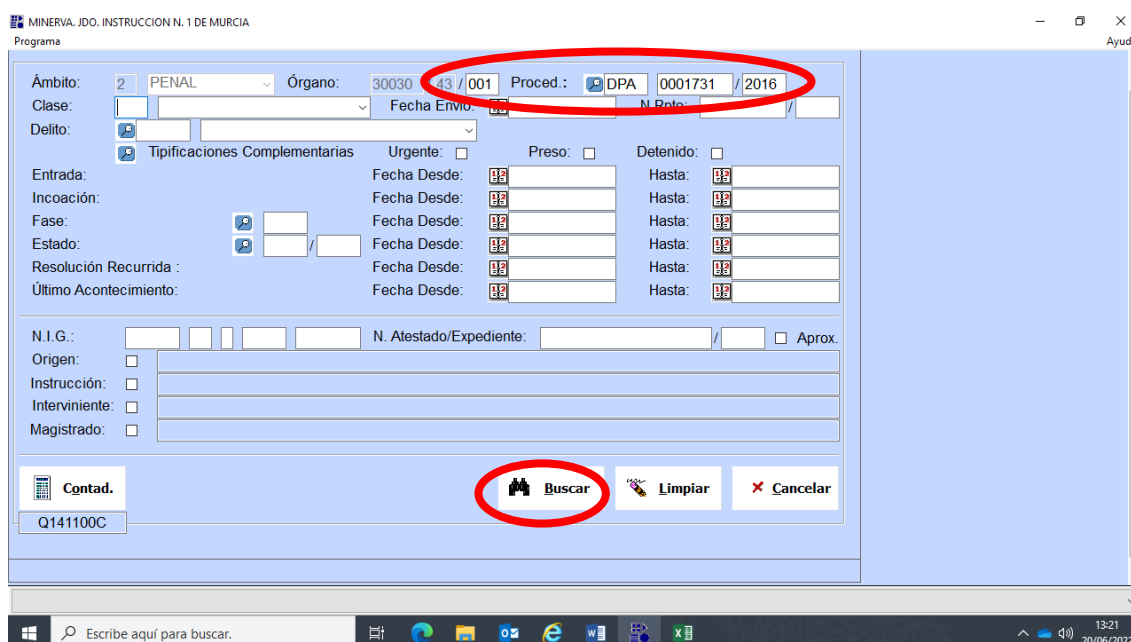 MINERVA. JDO. INSTRUCCION N. 1 DE MURCIA
Programa Ayud
Ámbito: 2 PENAL Órgano: 30030 / 43 / 001 Proced.: DPA 0001731 / 2016
Clase: Fecha Envío: N.Rpto: /
Delito:
Tipificaciones Complementarias Urgente: Preso: Detenido:
Entrada: Fecha Desde: Hasta:
Incoación: Fecha Desde: Hasta:
Fase: Fecha Desde: Hasta:
Estado: / Fecha Desde: Hasta:
Resolución Recurrida : Fecha Desde: Hasta:
Último Acontecimiento: Fecha Desde: Hasta:
N.I.G.: N. Atestado/Expediente: / Aprox.
Origen:
Instrucción:
Interviniente:
Magistrado:
Contad. Buscar Limpiar Cancelar
Q141100C
Escribe aquí para buscar. 13:21
20/06/202